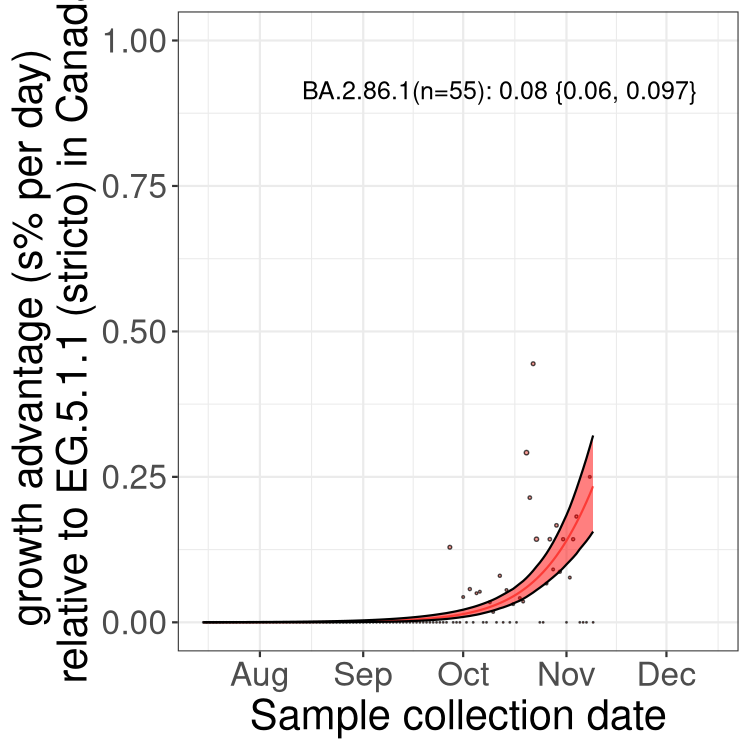 growth advantage (s% per day)
relative to EG.5.1.1 (stricto) in Canada
1.00
0.75
0.50
0.25
0.00
BA.2.86.1(n=55): 0.08 {0.06, 0.097}
Aug Sep Oct Nov Dec
Sample collection date